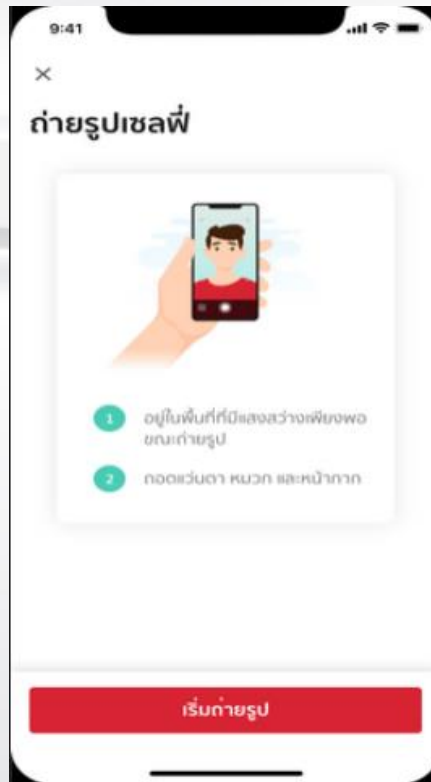 9:41
ถ่ายรูปเซลฟี่
1 อยู่ในพื้นที่ที่มีแสงสว่างเพียงพอ
ขณะถ่ายรูป
2 ถอดแว่นตา หมวก และหน้ากาก
เริ่มถ่ายรูป